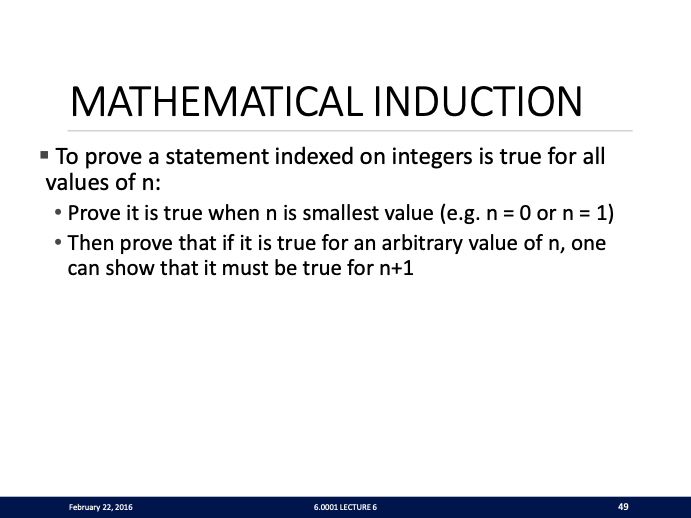 MATHEMATICAL INDUCTION
▪ To prove a statement indexed on integers is true for all
values of n:
• Prove it is true when n is smallest value (e.g. n = 0 or n = 1)
• Then prove that if it is true for an arbitrary value of n, one
can show that it must be true for n+1
February 22, 2016
6.0001 LECTURE 6
49